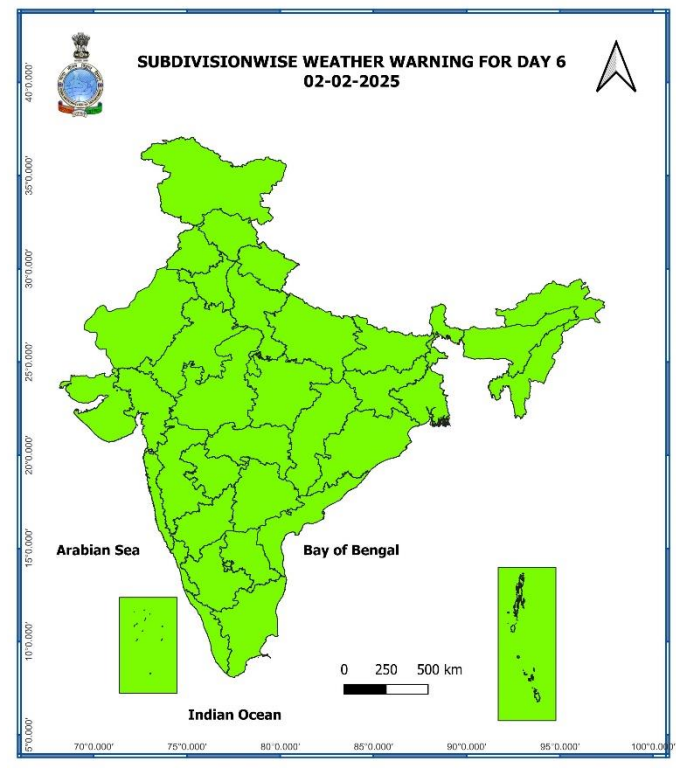 SUBDIVISIONWISE WEATHER WARNING FOR DAY 6
02-02-2025
40°0.000'
35°0.000'
30°0.000'
25°0.000'
20°0.000'
15°0.000'
10°0.000'
5°0.000'
Arabian Sea
Bay of Bengal
0 250 500 km
Indian Ocean
70°0.000' 75°0.000' 80°0.000' 85°0.000' 90°0.000' 95°0.000' 100°0.000'